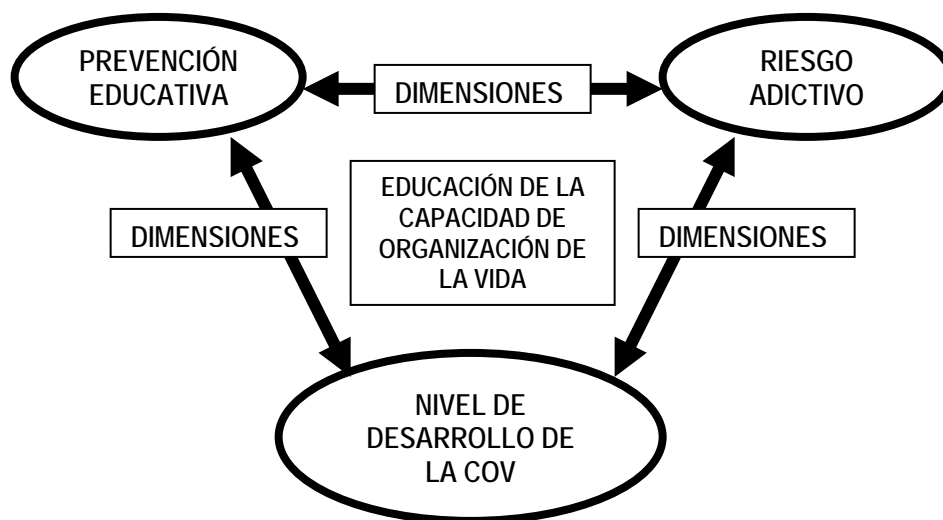 PREVENCIÓN
EDUCATIVA
DIMENSIONES
RIESGO
ADICTIVO
DIMENSIONES
EDUCACIÓN DE LA
CAPACIDAD DE
ORGANIZACIÓN DE
LA VIDA
DIMENSIONES
NIVEL DE
DESARROLLO DE
LA COV